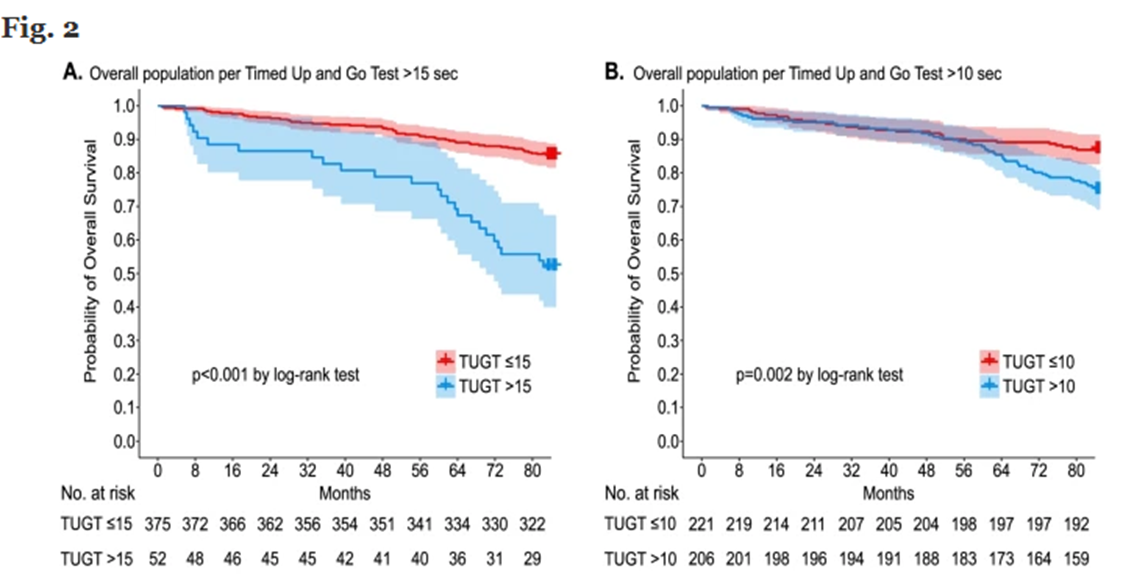 Fig. 2
A. Overall population per Timed Up and Go Test >15 sec
Probability of Overall Survival
1.0
0.9
0.8
0.7
0.6
0.5
0.4
0.3
0.2
0.1
0.0
TUGT ≤15
TUGT >15
p<0.001 by log-rank test
0 8 16 24 32 40 48 56 64 72 80
Months
No. at risk
TUGT ≤15 375 372 366 362 356 354 351 341 334 330 322
TUGT >15 52 48 46 45 45 42 41 40 36 31 29
B. Overall population per Timed Up and Go Test >10 sec
Probability of Overall Survival
1.0
0.9
0.8
0.7
0.6
0.5
0.4
0.3
0.2
0.1
0.0
TUGT ≤10
TUGT >10
p=0.002 by log-rank test
0 8 16 24 32 40 48 56 64 72 80
Months
No. at risk
TUGT ≤10 221 219 214 211 207 205 204 198 197 197 192
TUGT >10 206 201 198 196 194 191 188 183 173 164 159